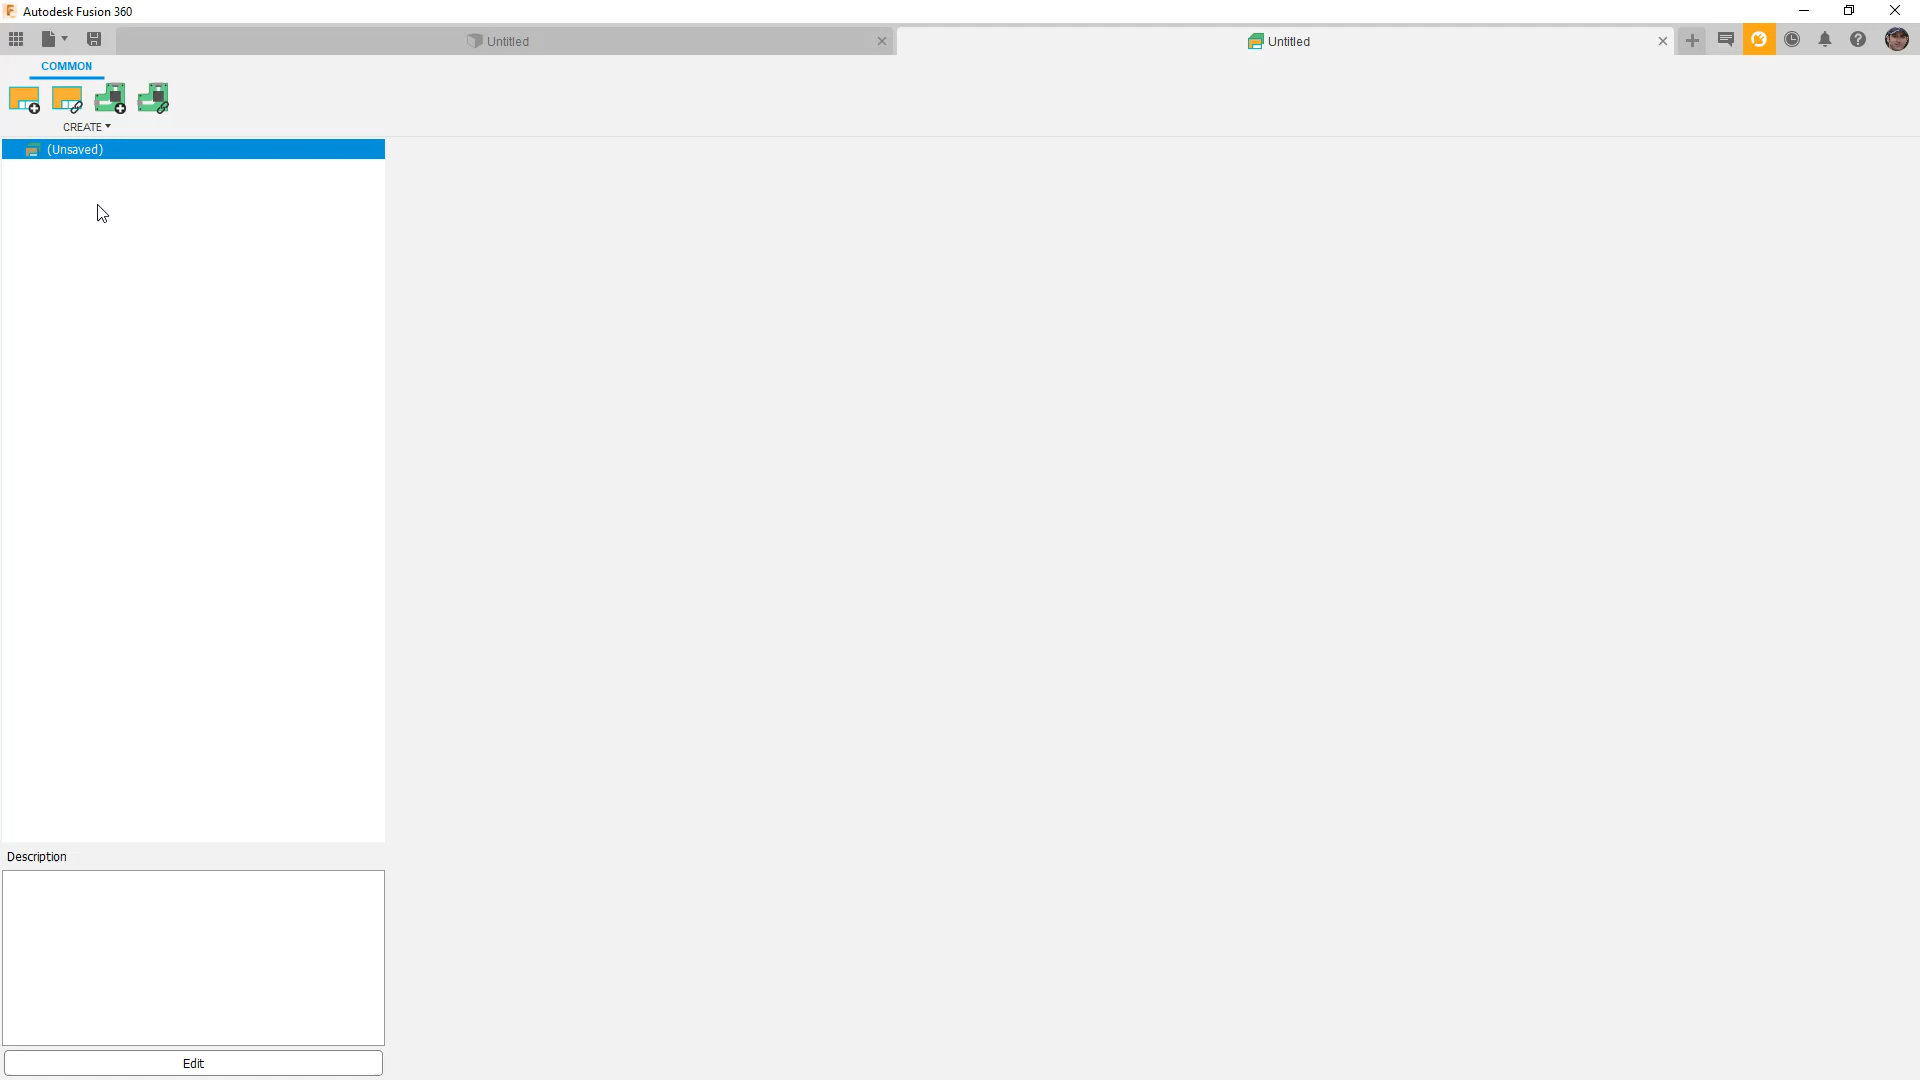 Autodesk Fusion 360
Untitled
Untitled
COMMON
CREATE
(Unsaved)
Description
Edit